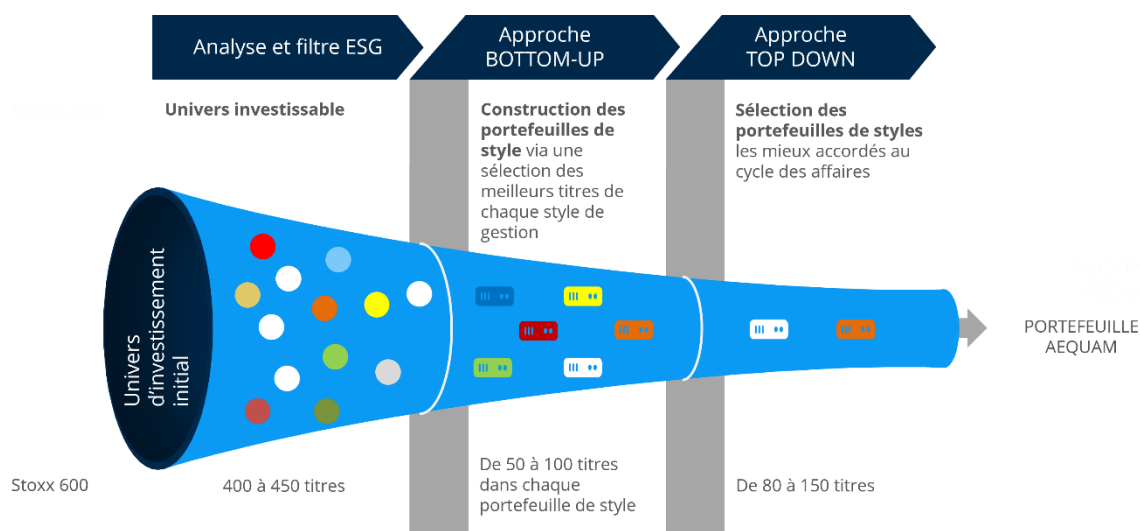 Analyse et filtre ESG
Approche
BOTTOM-UP
Approche
TOP DOWN
Univers investissable
Construction des
portefeuilles de
style via une
sélection des
meilleurs titres de
chaque style de
gestion
Sélection des
portefeuilles de styles
les mieux accordés au
cycle des affaires
Univers
d'investissement
initial
PORTEFEUILLE
AEQUAM
Stoxx 600
400 à 450 titres
De 50 à 100 titres
dans chaque
portefeuille de style
De 80 à 150 titres